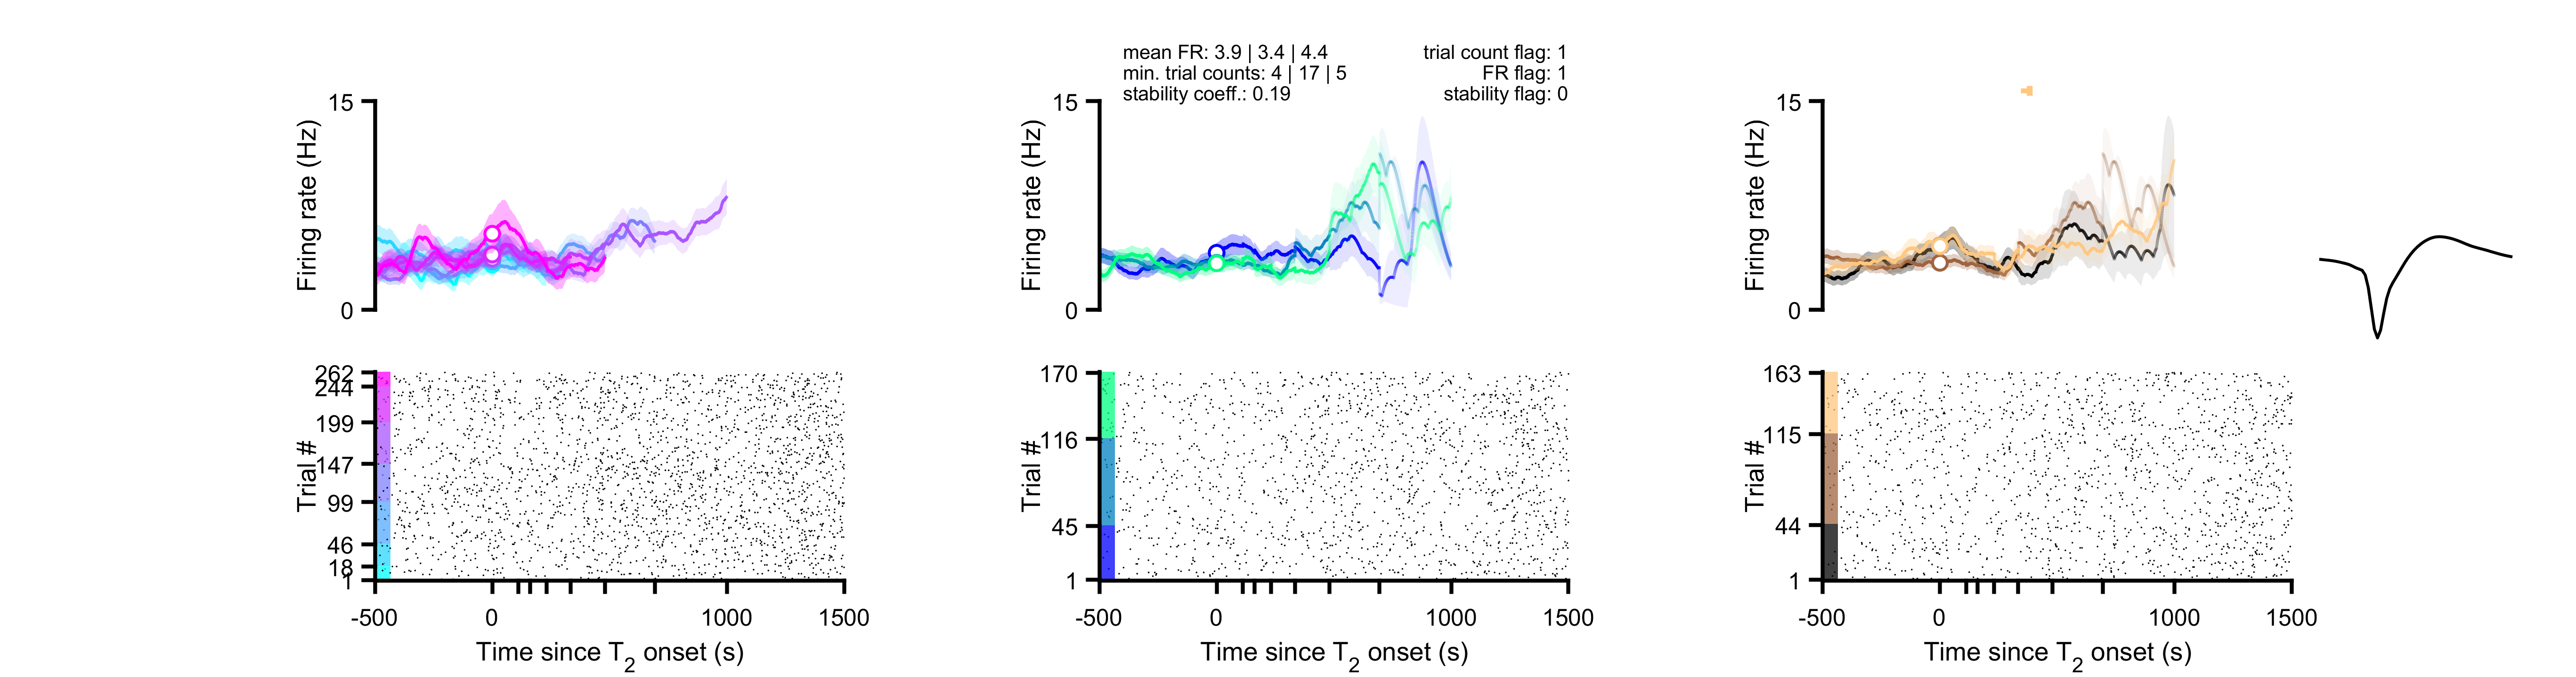 mean FR: 3.9 | 3.4 | 4.4
min. trial counts: 4 | 17 | 5
stability coeff.: 0.19
trial count flag: 1
FR flag: 1
stability flag: 0
15
Firing rate (Hz)
0
15
Firing rate (Hz)
0
15
Firing rate (Hz)
0
262
244
199
147
99
46
18
1
Trial #
-500
0
1000
1500
Time since T2 onset (s)
170
116
45
1
Trial #
-500
0
1000
1500
Time since T2 onset (s)
163
115
44
1
Trial #
-500
0
1000
1500
Time since T2 onset (s)